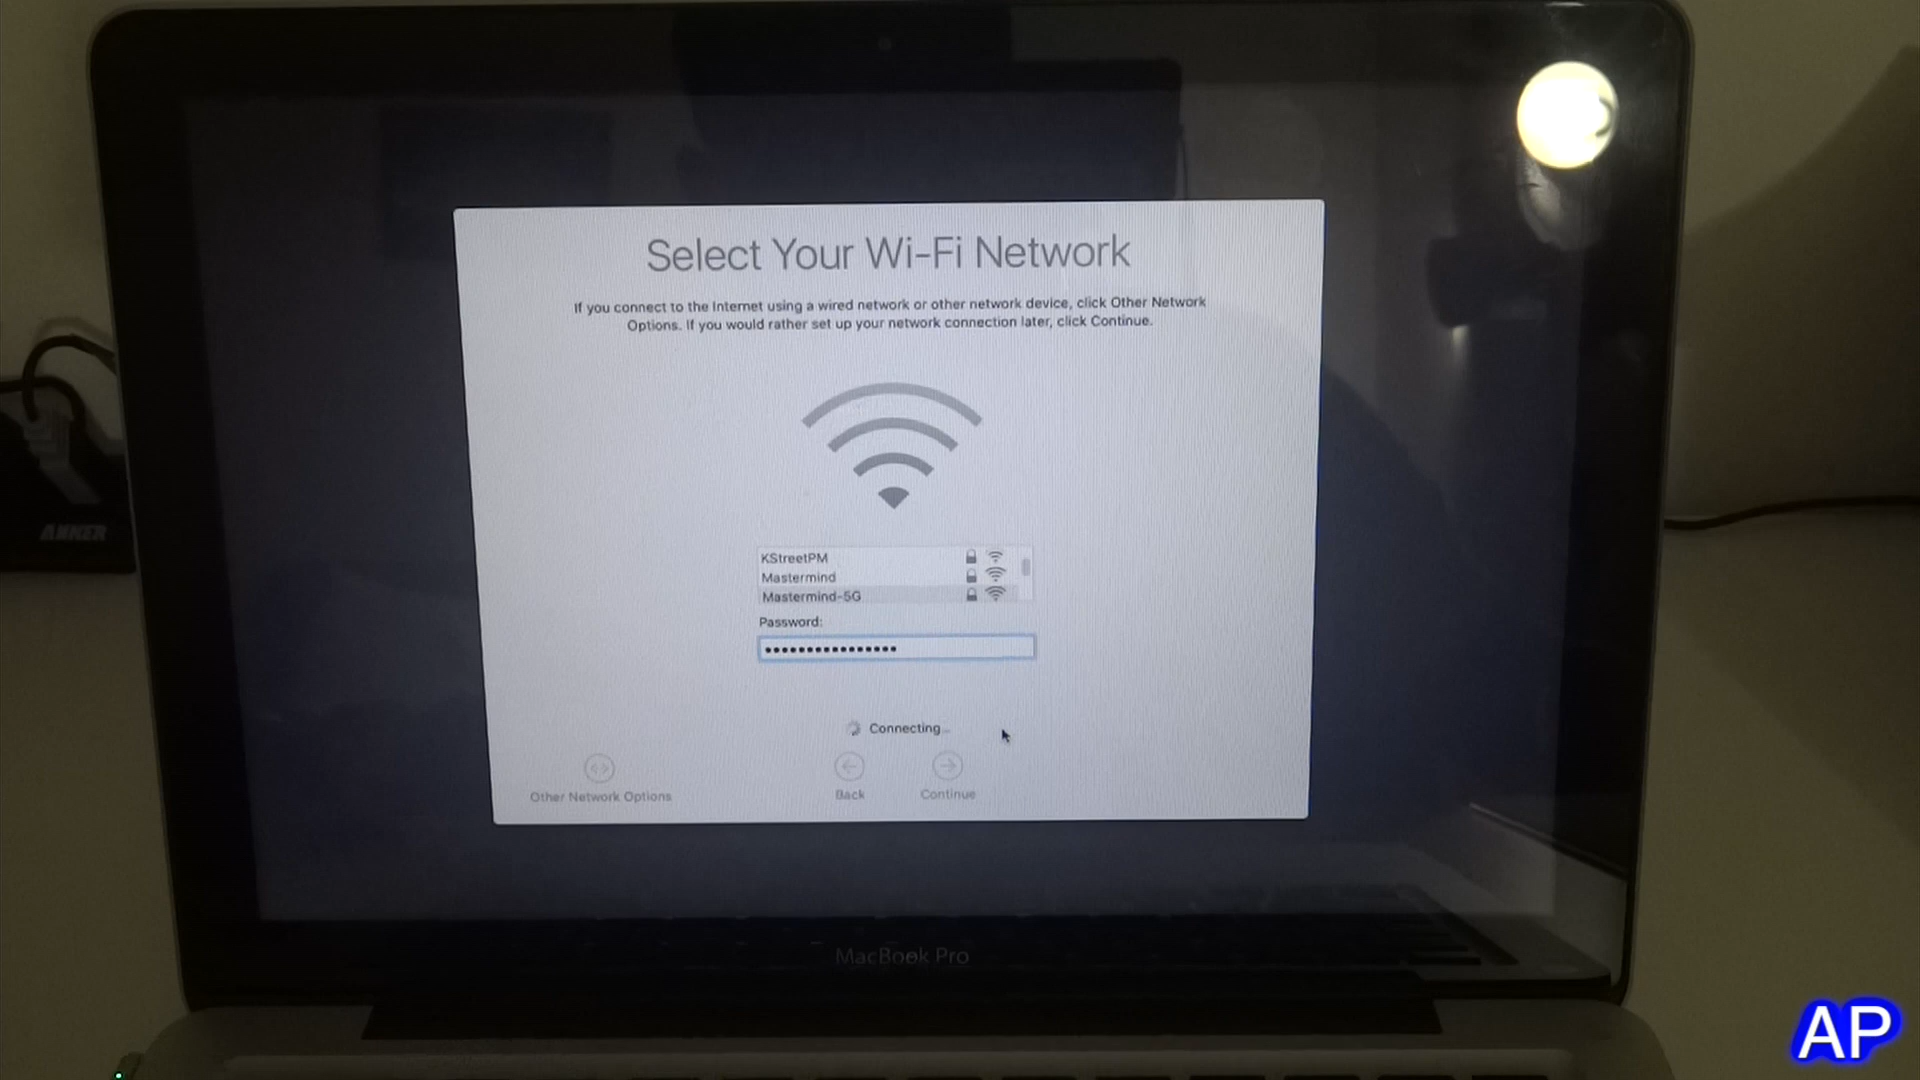 Select Your Wi-Fi Network
If you connect to the Internet using a wired network or other network device, click Other Network
Options. If you would rather set up your network connection later, click Continue.
KStreetPM
Mastermind
Mastermind-5G
Password:
Connecting...
Other Network Options
Back
Continue
ANKER
MacBook Pro
AP